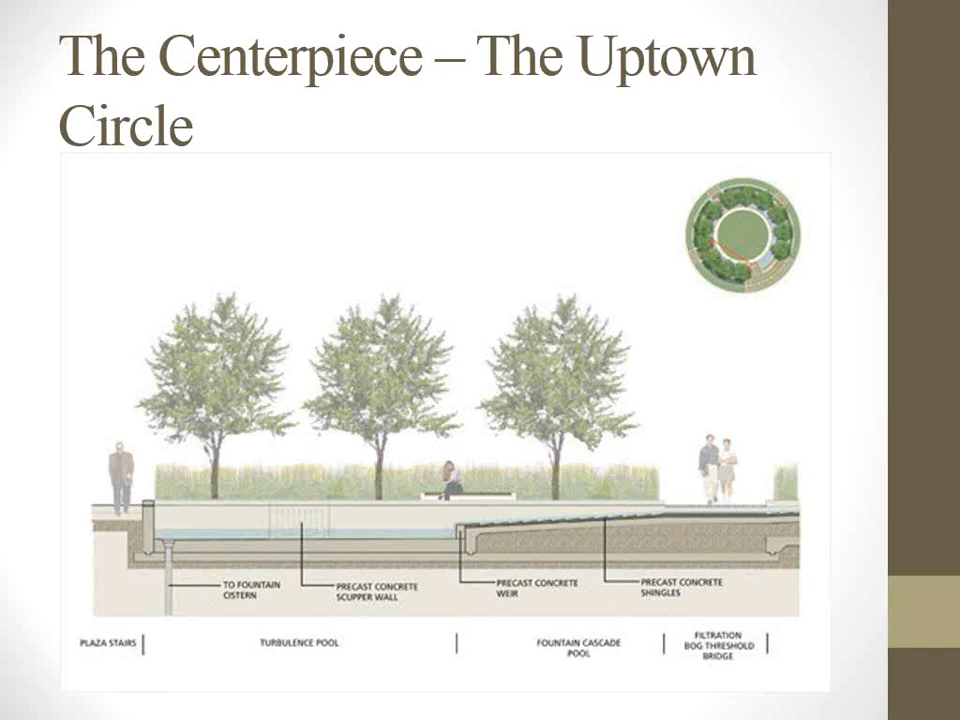 The Centerpiece – The Uptown
Circle
TO FOUNTAIN
CISTERN
PRECAST CONCRETE
SCUPPER WALL
PRECAST CONCRETE
WEIR
PRECAST CONCRETE
SHINGLES
PLAZA STAIRS
TURBULENCE POOL
FOUNTAIN CASCADE
POOL
FILTRATION
BOG THRESHOLD
BRIDGE